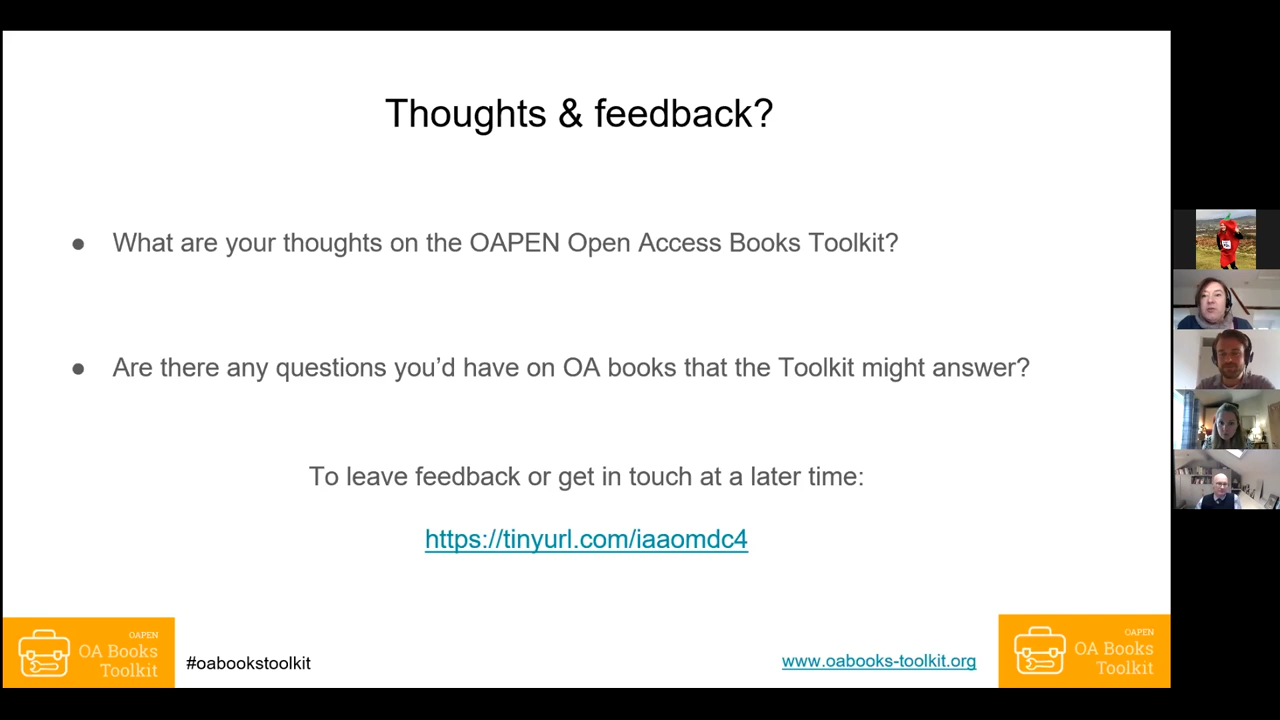 Thoughts & feedback?
● What are your thoughts on the OAPEN Open Access Books Toolkit?
● Are there any questions you’d have on OA books that the Toolkit might answer?
To leave feedback or get in touch at a later time:
https://tinyurl.com/iaaomdc4
OAPEN
OA Books
Toolkit
#oabookstoolkit
www.oabooks-toolkit.org
OAPEN
OA Books
Toolkit